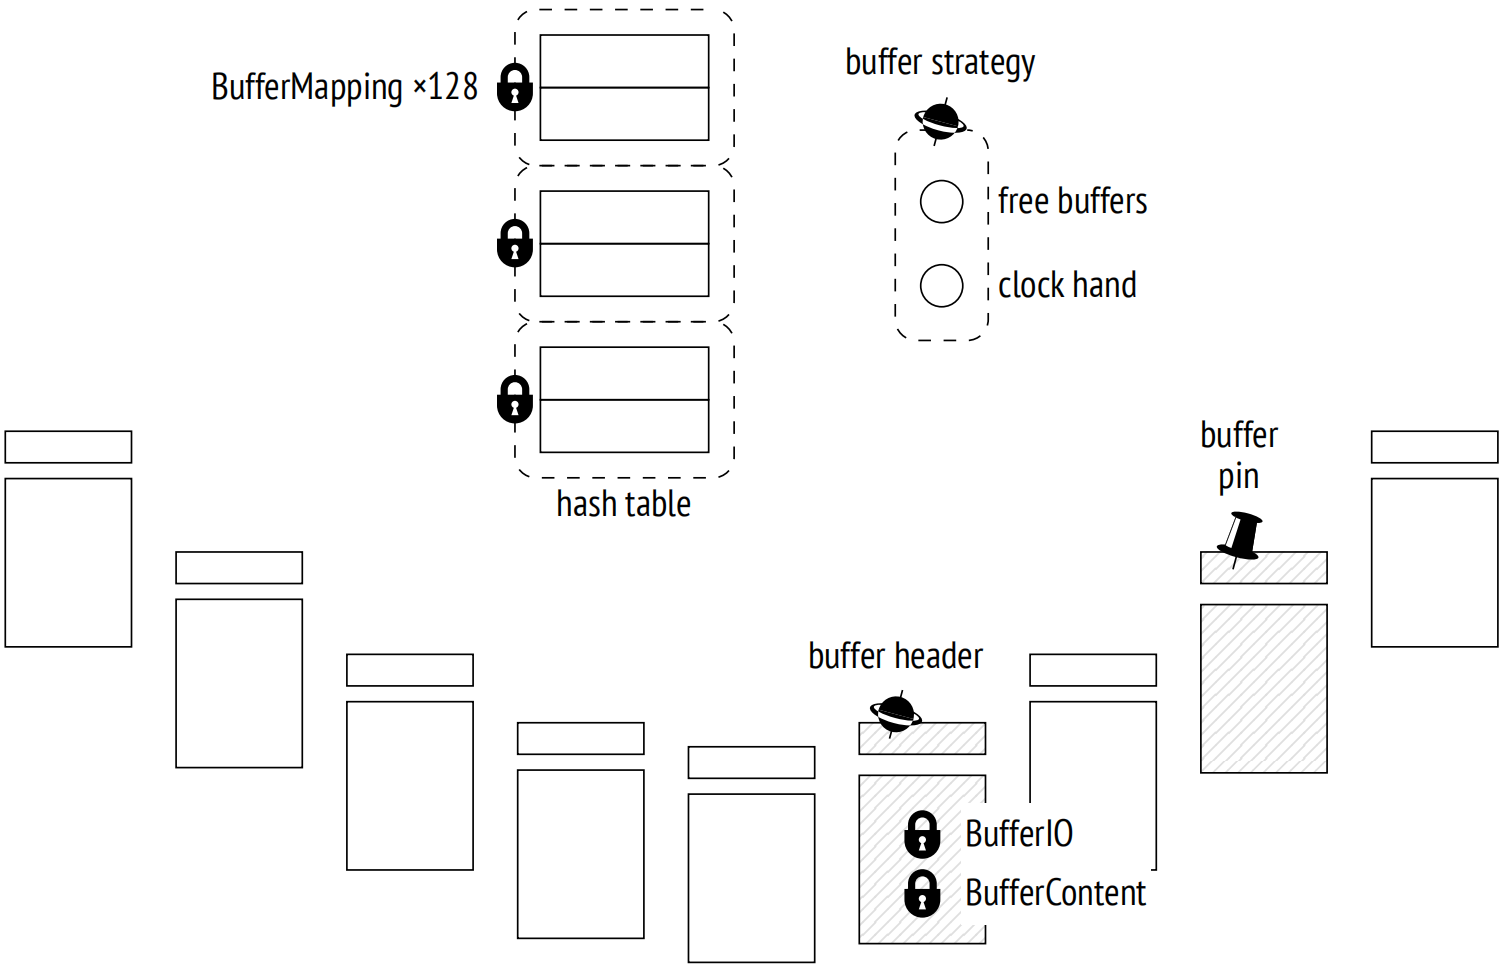 buffer strategy
BufferMapping ×128
free buffers
clock hand
hash table
buffer
pin
buffer header
BufferIO
BufferContent